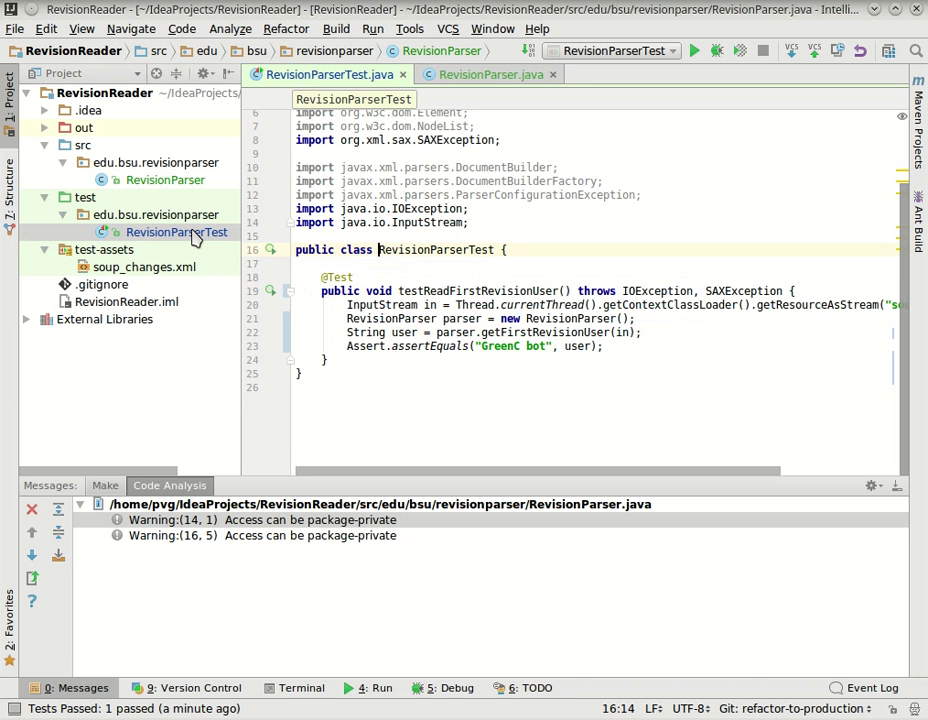 RevisionReader - [~/IdeaProjects/RevisionReader] - [RevisionReader] - ~/IdeaProjects/RevisionReader/src/edu/bsu/revisionparser/RevisionParser.java - Intelli...
File Edit View Navigate Code Analyze Refactor Build Run Tools VCS Window Help
RevisionReader src edu bsu revisionparser RevisionParser RevisionParserTest VCS VCS
1: Project
7: Structure
2: Favorites
Project
RevisionReader ~/IdeaProjects/
.idea
out
src
edu.bsu.revisionparser
RevisionParser
test
edu.bsu.revisionparser
RevisionParserTest
test-assets
soup_changes.xml
.gitignore
RevisionReader.iml
External Libraries
RevisionParserTest.java RevisionParser.java
RevisionParserTest
6 import org.w3c.dom.Element;
7 import org.w3c.dom.NodeList;
8 import org.xml.sax.SAXException;
9
10 import javax.xml.parsers.DocumentBuilder;
11 import javax.xml.parsers.DocumentBuilderFactory;
12 import javax.xml.parsers.ParserConfigurationException;
13 import java.io.IOException;
14 import java.io.InputStream;
15
16 public class RevisionParserTest {
17
18 @Test
19 public void testReadFirstRevisionUser() throws IOException, SAXException {
20 InputStream in = Thread.currentThread().getContextClassLoader().getResourceAsStream("so
21 RevisionParser parser = new RevisionParser();
22 String user = parser.getFirstRevisionUser(in);
23 Assert.assertEquals("GreenC bot", user);
24 }
25 }
26
Maven Projects
Ant Build
Messages: Make Code Analysis
/home/pvg/IdeaProjects/RevisionReader/src/edu/bsu/revisionparser/RevisionParser.java
Warning:(14, 1) Access can be package-private
Warning:(16, 5) Access can be package-private
0: Messages 9: Version Control Terminal 4: Run 5: Debug 6: TODO Event Log
Tests Passed: 1 passed (a minute ago) 16:14 LF UTF-8 Git: refactor-to-production